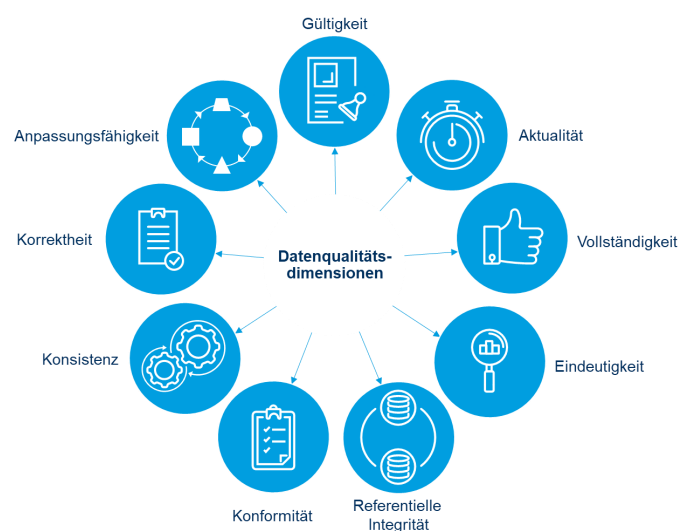 Gültigkeit
Anpassungsfähigkeit
Aktualität
Korrektheit
Vollständigkeit
Datenqualitäts-
dimensionen
Konsistenz
Eindeutigkeit
Konformität
Referentielle
Integrität